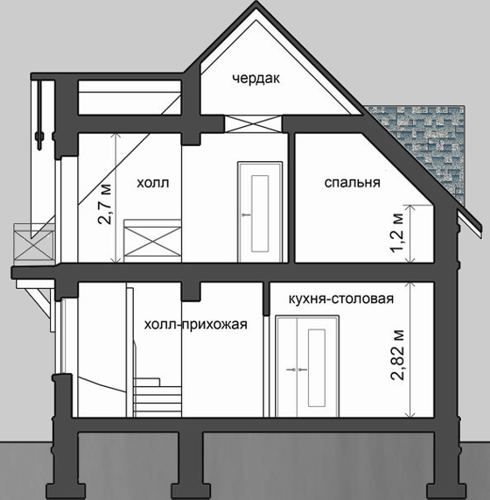 чердак
холл
2,7 м
спальня
1,2 м
холл-прихожая
кухня-столовая
2,82 м